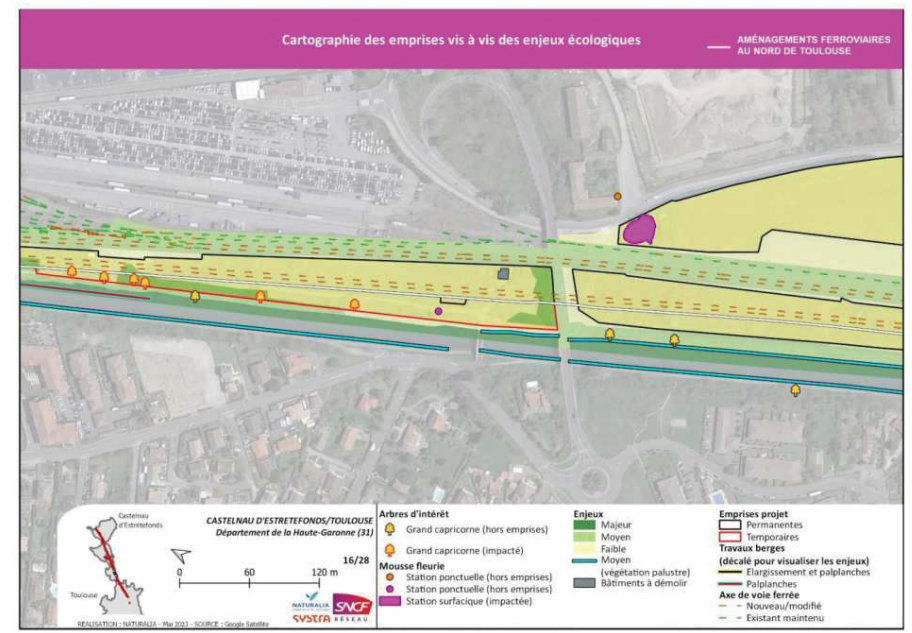 Cartographie des emprises vis à vis des enjeux écologiques
AMÉNAGEMENTS FERROVIAIRES
AU NORD DE TOULOUSE
Castelnau
d'Estrétefonds
Toulouse
CASTELNAU D'ESTRETEFONDS/TOULOUSE
Département de la Haute-Garonne (31)
16/28
0 60 120 m
NATURALIA
SYSTRA
SNCF
RÉSEAU
REALISATION : NATURALIA - Mai 2023 - SOURCE : Google Satellite
Arbres d'intérêt
Grand capricorne (hors emprises)
Grand capricorne (impacté)
Mousse fleurie
Station ponctuelle (hors emprises)
Station ponctuelle (hors emprises)
Station surfacique (impactée)
Enjeux
Majeur
Moyen
Faible
Moyen
(végétation palustre)
Bâtiments à démolir
Emprises projet
Permanentes
Temporaires
Travaux berges
(décalé pour visualiser les enjeux)
Elargissement et palplanches
Palplanches
Axe de voie ferrée
Nouveau/modifié
Existant maintenu